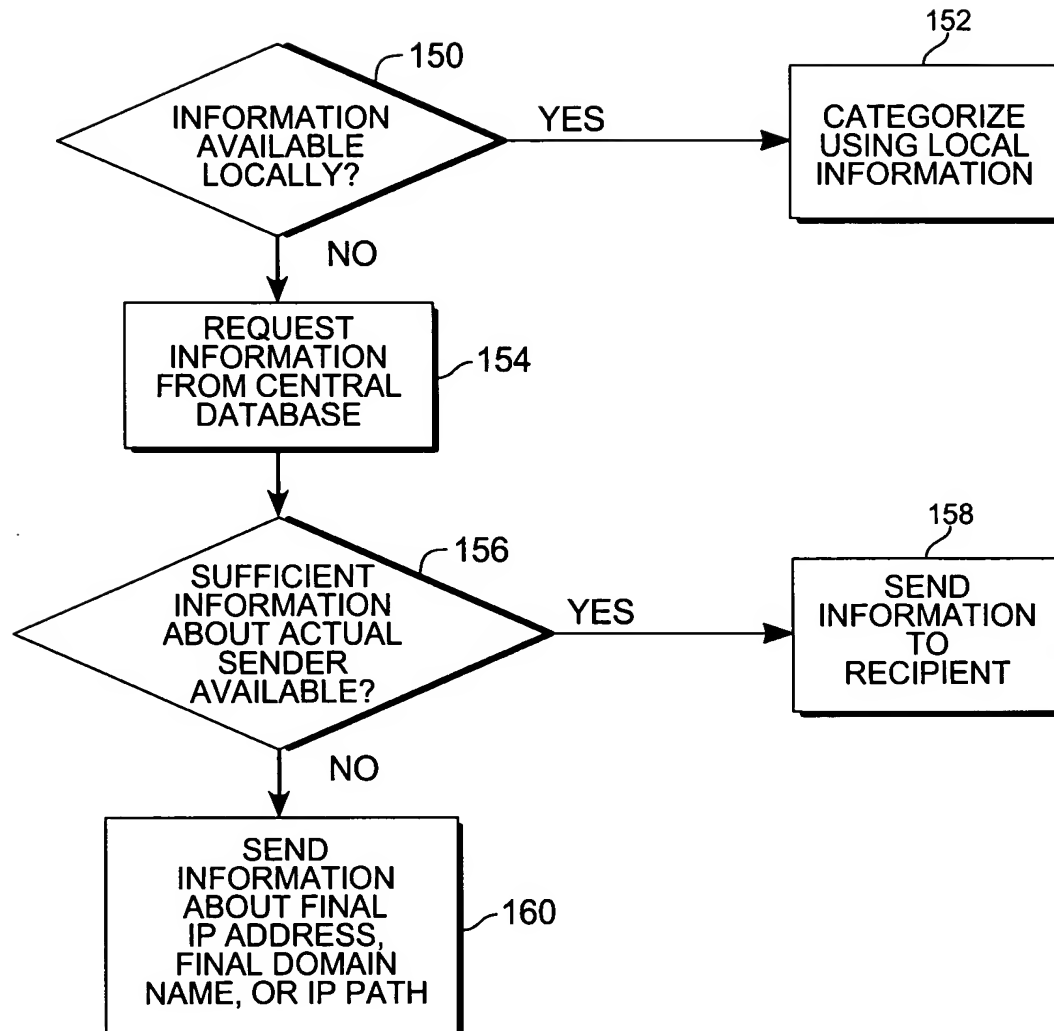 150
INFORMATION
AVAILABLE
LOCALLY?
YES
152
CATEGORIZE
USING LOCAL
INFORMATION
NO
REQUEST
INFORMATION
FROM CENTRAL
DATABASE
154
156
SUFFICIENT
INFORMATION
ABOUT ACTUAL
SENDER
AVAILABLE?
YES
158
SEND
INFORMATION
TO
RECIPIENT
NO
SEND
INFORMATION
ABOUT FINAL
IP ADDRESS,
FINAL DOMAIN
NAME, OR IP PATH
160